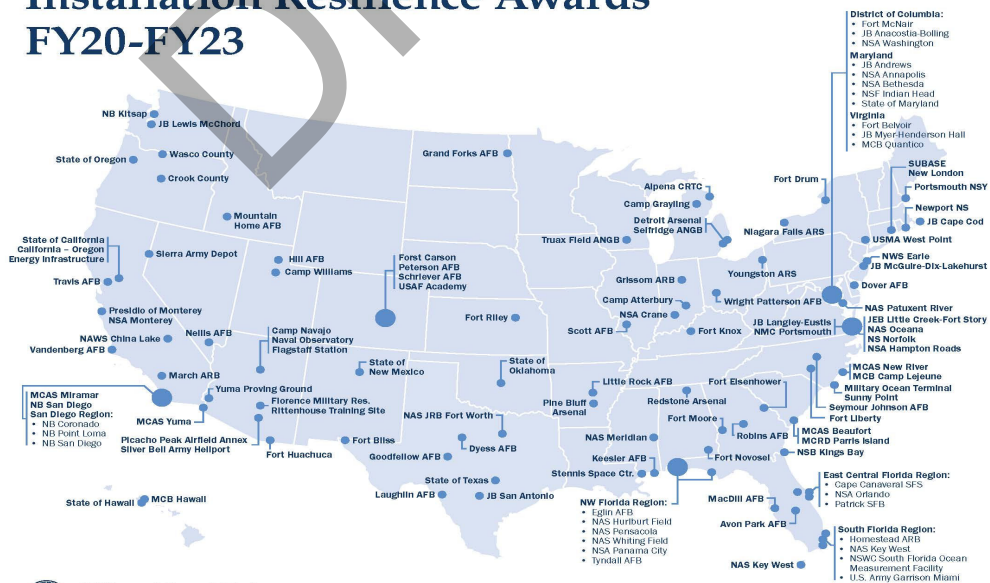 Installation Resilience Awards
FY20-FY23
District of Columbia:
• Fort McNair
• JB Anacostia-Bolling
• NSA Washington
Maryland
• JB Andrews
• NSA Annapolis
• NSA Bethesda
• NSF Indian Head
• State of Maryland
Virginia
• Fort Belvoir
• JB Myer-Henderson Hall
• MCB Quantico
NB Kitsap
JB Lewis McChord
State of Oregon
Wasco County
Crook County
Mountain
Home AFB
State of California
California – Oregon
Energy Infrastructure
Sierra Army Depot
Travis AFB
Hill AFB
Camp Williams
Presidio of Monterey
NSA Monterey
NAWS China Lake
Vandenberg AFB
Nellis AFB
March ARB
Camp Navajo
Naval Observatory
Flagstaff Station
MCAS Miramar
NB San Diego
San Diego Region:
• NB Coronado
• NB Point Loma
• NB San Diego
Yuma Proving Ground
MCAS Yuma
Florence Military Res.
Rittenhouse Training Site
Picacho Peak Airfield Annex
Silver Bell Army Heliport
Fort Huachuca
State of Hawaii
MCB Hawaii
Grand Forks AFB
Forst Carson
Peterson AFB
Schriever AFB
USAF Academy
Fort Riley
State of
New Mexico
State of
Oklahoma
NAS JRB Fort Worth
Fort Bliss
Dyess AFB
Goodfellow AFB
State of Texas
Laughlin AFB
JB San Antonio
Alpena CRTC
Camp Grayling
Detroit Arsenal
Selfridge ANGB
Truax Field ANGB
Grissom ARB
Camp Atterbury
NSA Crane
Scott AFB
Fort Knox
Wright Patterson AFB
Youngston ARS
Niagara Falls ARS
Fort Drum
SUBASE
New London
Portsmouth NSY
Newport NS
JB Cape Cod
USMA West Point
NWS Earle
JB McGuire-Dix-Lakehurst
Dover AFB
NAS Patuxent River
JB Langley-Eustis
NMC Portsmouth
JEB Little Creek-Fort Story
NAS Oceana
NS Norfolk
NSA Hampton Roads
MCAS New River
MCB Camp Lejeune
Military Ocean Terminal
Sunny Point
Seymour Johnson AFB
Fort Liberty
MCAS Beaufort
MCRD Parris Island
NSB Kings Bay
Little Rock AFB
Pine Bluff
Arsenal
Redstone Arsenal
Fort Eisenhower
Fort Moore
Robins AFB
Fort Novosel
NAS Meridian
Keesler AFB
Stennis Space Ctr.
NW Florida Region:
• Eglin AFB
• NAS Hurlburt Field
• NAS Pensacola
• NAS Whiting Field
• NSA Panama City
• Tyndall AFB
MacDill AFB
Avon Park AFB
NAS Key West
East Central Florida Region:
• Cape Canaveral SFS
• NSA Orlando
• Patrick SFB
South Florida Region:
• Homestead ARB
• NAS Key West
• NSWC South Florida Ocean
Measurement Facility
• U.S. Army Garrison Miami